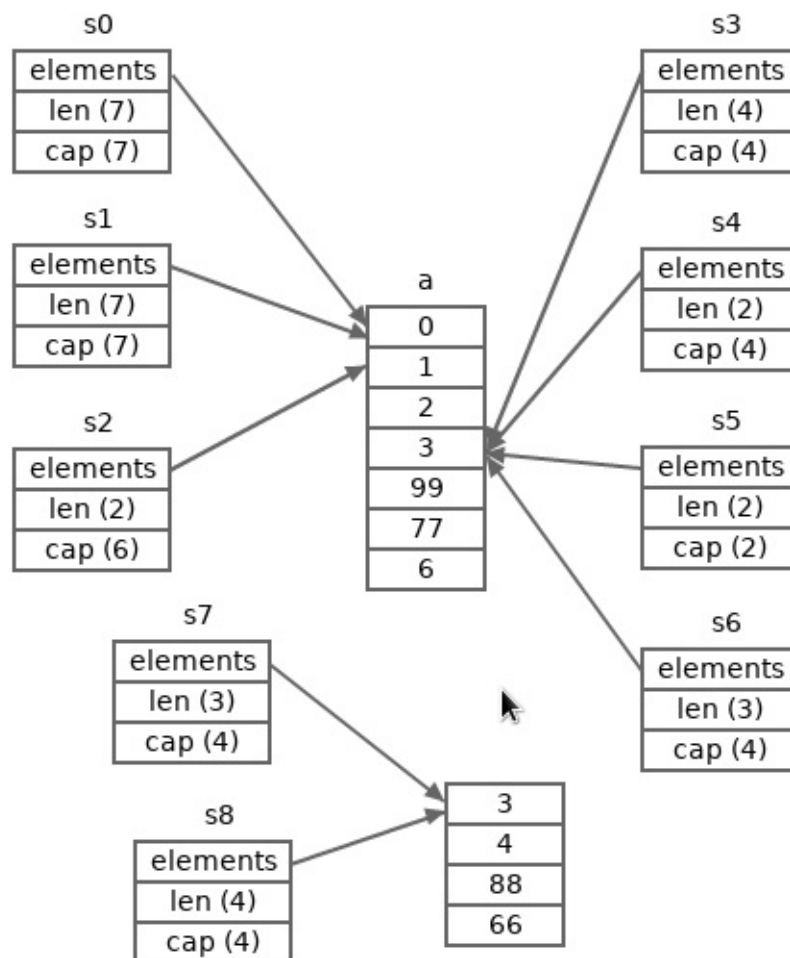 s0
elements
len (7)
cap (7)
s1
elements
len (7)
cap (7)
s2
elements
len (2)
cap (6)
a
0
1
2
3
99
77
6
s3
elements
len (4)
cap (4)
s4
elements
len (2)
cap (4)
s5
elements
len (2)
cap (2)
s6
elements
len (3)
cap (4)
s7
elements
len (3)
cap (4)
s8
elements
len (4)
cap (4)
3
4
88
66